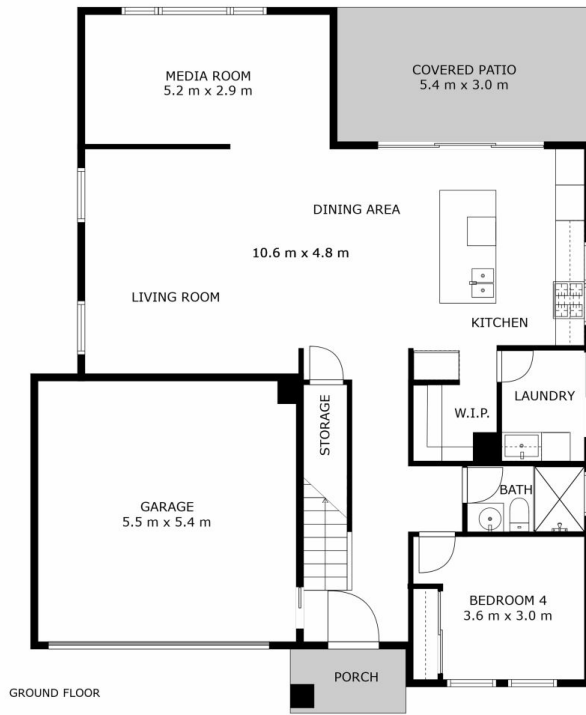 MEDIA ROOM
5.2 m x 2.9 m
COVERED PATIO
5.4 m x 3.0 m
DINING AREA
10.6 m x 4.8 m
LIVING ROOM
KITCHEN
STORAGE
W.I.P.
LAUNDRY
GARAGE
5.5 m x 5.4 m
BATH
BEDROOM 4
3.6 m x 3.0 m
PORCH
GROUND FLOOR